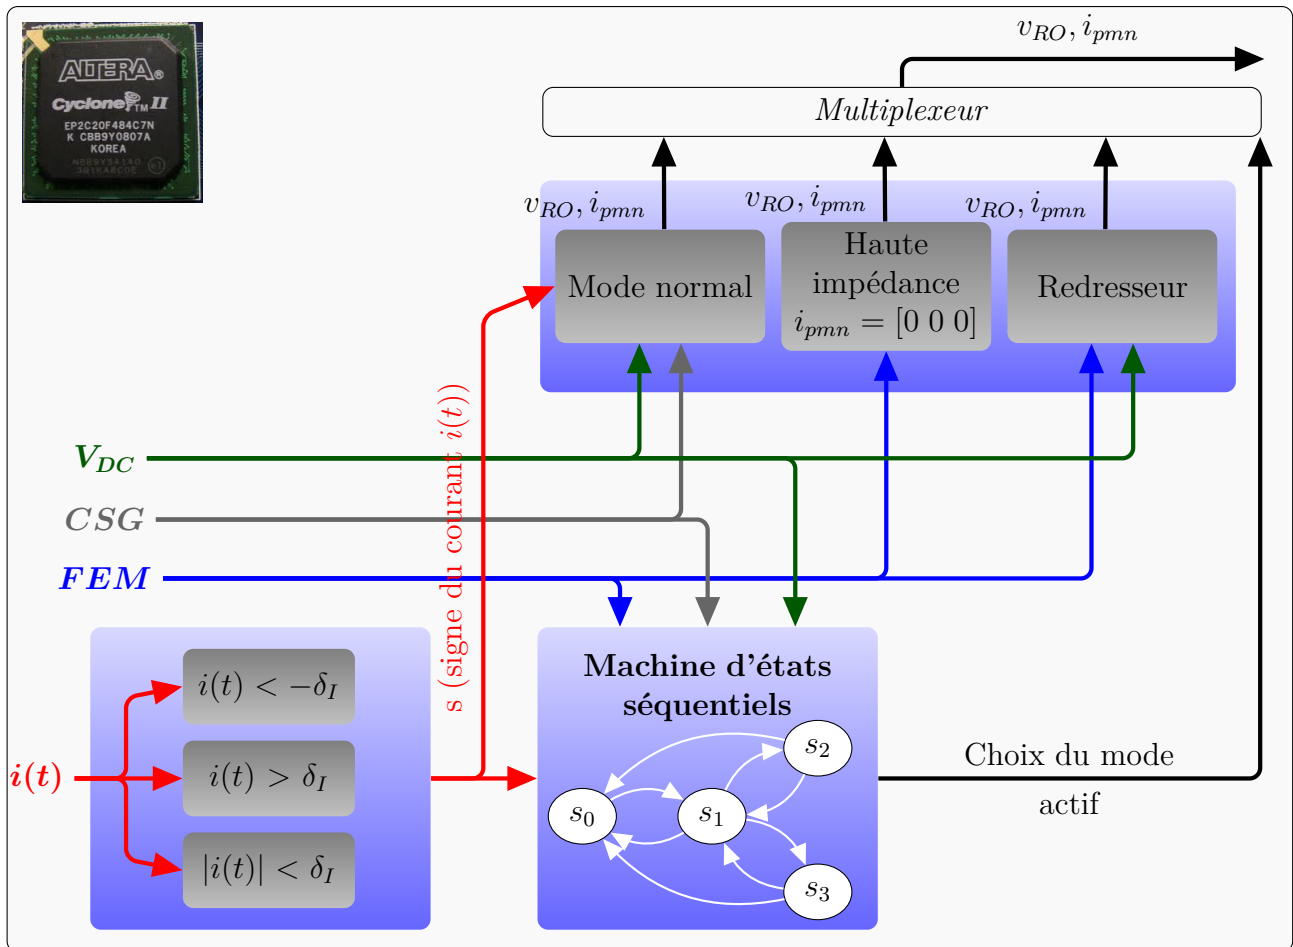 ALTERA®
Cyclone™ II
EP2C20F484C7N
K CBB9Y0807A
KOREA
e1
v_RO, i_pmn
Multiplexeur
v_RO, i_pmn
v_RO, i_pmn
v_RO, i_pmn
Mode normal
Haute
impédance
i_pmn = [0 0 0]
Redresseur
s (signe du courant i(t))
V_DC
CSG
FEM
i(t)
i(t) < −δ_I
i(t) > δ_I
|i(t)| < δ_I
Machine d'états
séquentiels
s_2
s_0
s_1
s_3
Choix du mode
actif